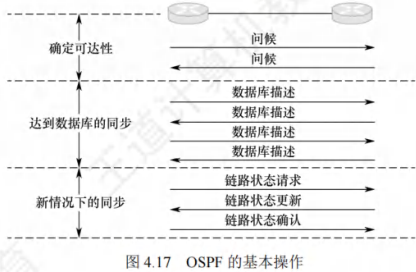 问候
确定可达性
问候
数据库描述
数据库描述
达到数据库的同步
数据库描述
数据库描述
链路状态请求
新情况下的同步
链路状态更新
链路状态确认
图 4.17 OSPF 的基本操作